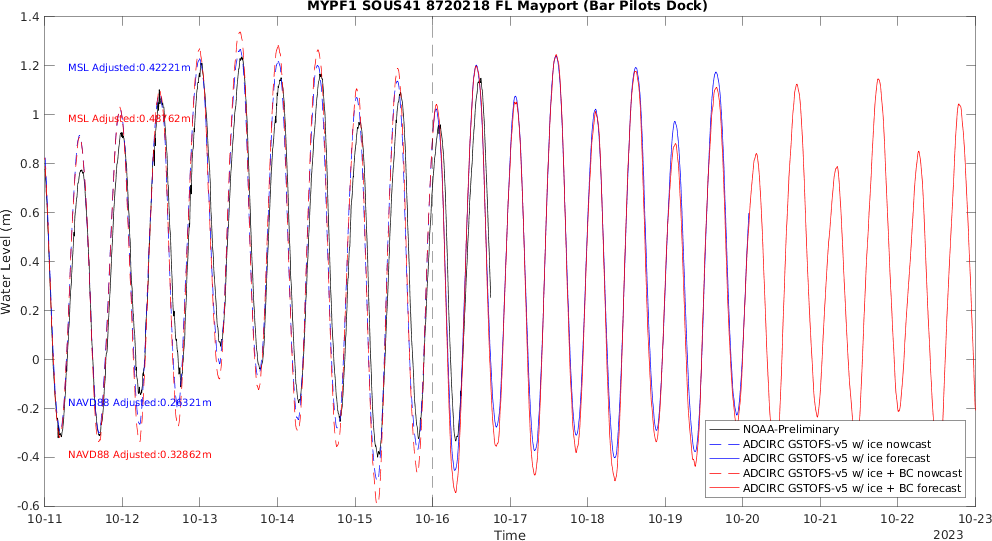 MYPF1 SOUS41 8720218 FL Mayport (Bar Pilots Dock)
1.4
1.2
1
0.8
0.6
0.4
0.2
0
-0.2
-0.4
-0.6
Water Level (m)
MSL Adjusted:0.42221m
MSL Adjusted:0.48762m
NAVD88 Adjusted:0.26321m
NAVD88 Adjusted:0.32862m
NOAA-Preliminary
ADCIRC GSTOFS-v5 w/ ice nowcast
ADCIRC GSTOFS-v5 w/ ice forecast
ADCIRC GSTOFS-v5 w/ ice + BC nowcast
ADCIRC GSTOFS-v5 w/ ice + BC forecast
10-11 10-12 10-13 10-14 10-15 10-16 10-17 10-18 10-19 10-20 10-21 10-22 10-23
Time
2023